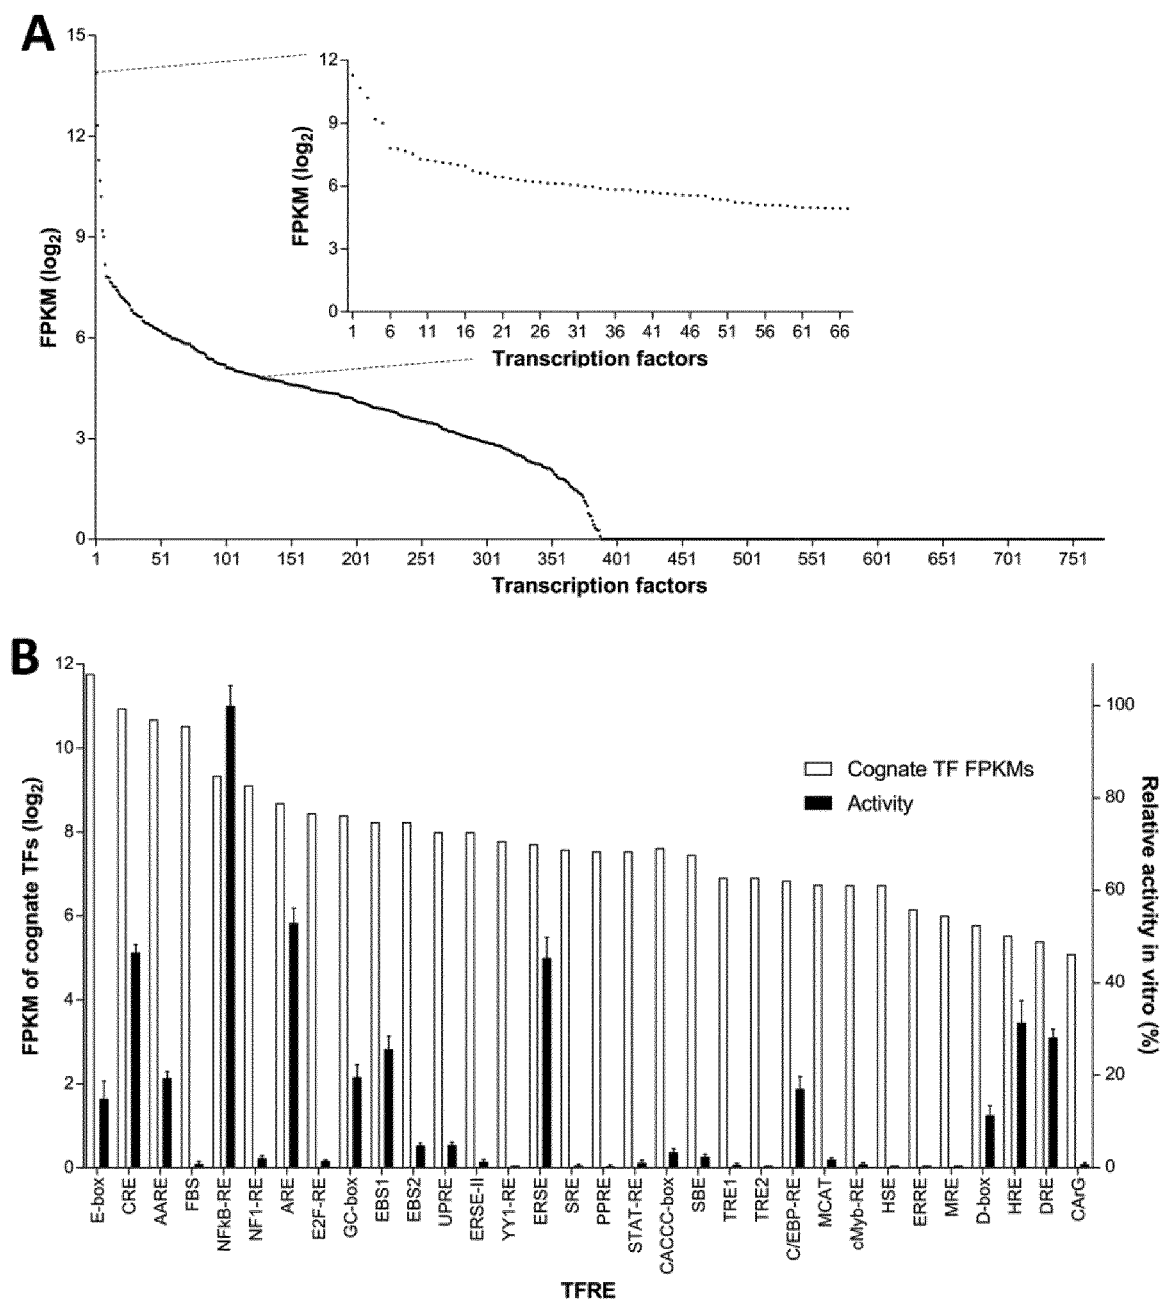 A
15
12
9
6
3
0
FPKM (log2)
1 51 101 151 201 251 301 351 401 451 501 551 601 651 701 751
Transcription factors
12
9
6
3
0
FPKM (log2)
1 6 11 16 21 26 31 36 41 46 51 56 61 66
Transcription factors
B
12
10
8
6
4
2
0
FPKM of cognate TFs (log2)
Cognate TF FPKMs
Activity
100
80
60
40
20
0
Relative activity in vitro (%)
E-box
CRE
AARE
FBS
NFkB-RE
NF1-RE
ARE
E2F-RE
GC-box
EBS1
EBS2
UPRE
ERSE-II
YY1-RE
ERSE
SRE
PPRE
STAT-RE
CACCC-box
SBE
TRE1
TRE2
C/EBP-RE
MCAT
cMyb-RE
HSE
ERRE
MRE
D-box
HRE
DRE
CArG
TFRE